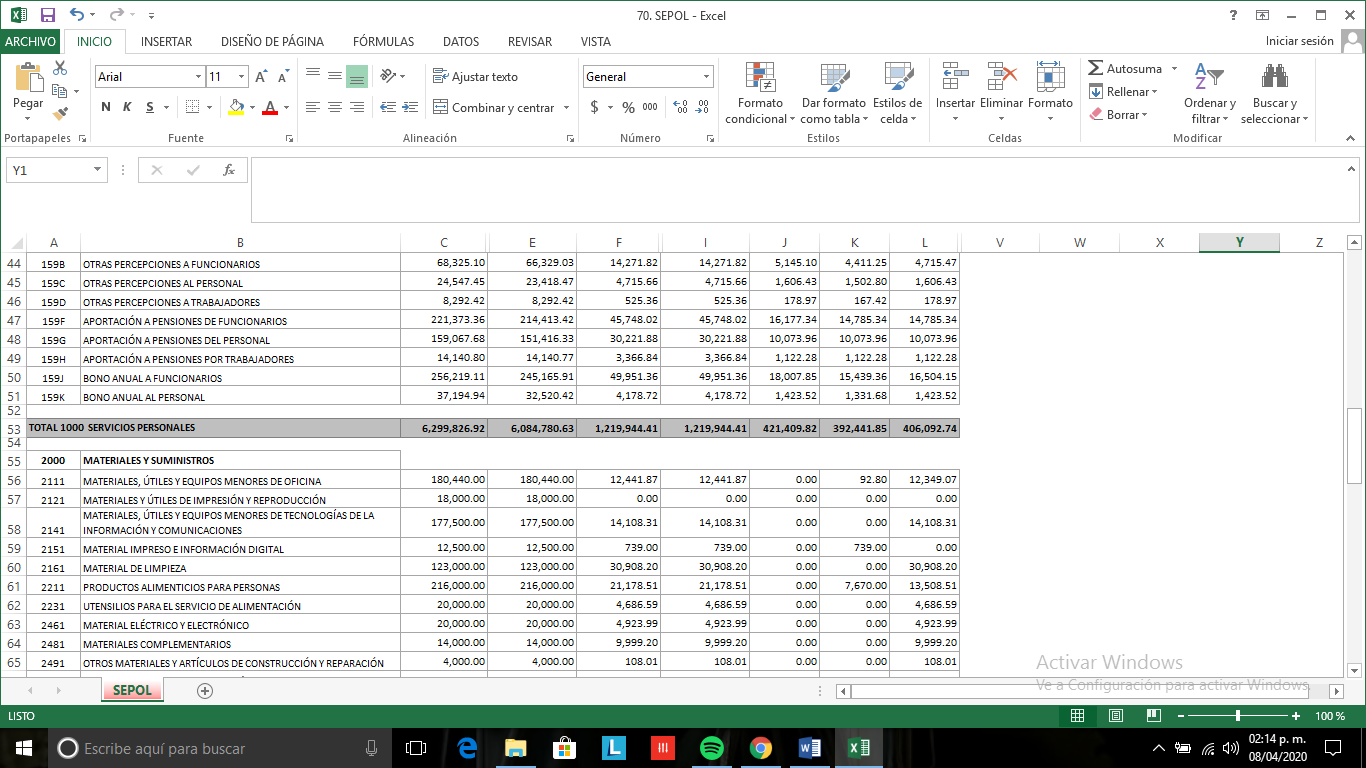 70. SEPOL - Excel
ARCHIVO INICIO INSERTAR DISEÑO DE PÁGINA FÓRMULAS DATOS REVISAR VISTA Iniciar sesión
Arial 11 Ajustar texto General Autosuma
Pegar N K S A Combinar y centrar $ % 000 Formato condicional Dar formato como tabla Estilos de celda Insertar Eliminar Formato Rellenar Borrar Ordenar y filtrar Buscar y seleccionar
Portapapeles Fuente Alineación Número Estilos Celdas Modificar
Y1 fx
A B C E F I J K L V W X Y Z
44 159B OTRAS PERCEPCIONES A FUNCIONARIOS 68,325.10 66,329.03 14,271.82 14,271.82 5,145.10 4,411.25 4,715.47
45 159C OTRAS PERCEPCIONES AL PERSONAL 24,547.45 23,418.47 4,715.66 4,715.66 1,606.43 1,502.80 1,606.43
46 159D OTRAS PERCEPCIONES A TRABAJADORES 8,292.42 8,292.42 525.36 525.36 178.97 167.42 178.97
47 159F APORTACIÓN A PENSIONES DE FUNCIONARIOS 221,373.36 214,413.42 45,748.02 45,748.02 16,177.34 14,785.34 14,785.34
48 159G APORTACIÓN A PENSIONES DEL PERSONAL 159,067.68 151,416.33 30,221.88 30,221.88 10,073.96 10,073.96 10,073.96
49 159H APORTACIÓN A PENSIONES POR TRABAJADORES 14,140.80 14,140.77 3,366.84 3,366.84 1,122.28 1,122.28 1,122.28
50 159J BONO ANUAL A FUNCIONARIOS 256,219.11 245,165.91 49,951.36 49,951.36 18,007.85 15,439.36 16,504.15
51 159K BONO ANUAL AL PERSONAL 37,194.94 32,520.42 4,178.72 4,178.72 1,423.52 1,331.68 1,423.52
52
53 TOTAL 1000 SERVICIOS PERSONALES 6,299,826.92 6,084,780.63 1,219,944.41 1,219,944.41 421,409.82 392,441.85 406,092.74
54
55 2000 MATERIALES Y SUMINISTROS
56 2111 MATERIALES, ÚTILES Y EQUIPOS MENORES DE OFICINA 180,440.00 180,440.00 12,441.87 12,441.87 0.00 92.80 12,349.07
57 2121 MATERIALES Y ÚTILES DE IMPRESIÓN Y REPRODUCCIÓN 18,000.00 18,000.00 0.00 0.00 0.00 0.00 0.00
MATERIALES, ÚTILES Y EQUIPOS MENORES DE TECNOLOGÍAS DE LA
58 2141 INFORMACIÓN Y COMUNICACIONES 177,500.00 177,500.00 14,108.31 14,108.31 0.00 0.00 14,108.31
59 2151 MATERIAL IMPRESO E INFORMACIÓN DIGITAL 12,500.00 12,500.00 739.00 739.00 0.00 739.00 0.00
60 2161 MATERIAL DE LIMPIEZA 123,000.00 123,000.00 30,908.20 30,908.20 0.00 0.00 30,908.20
61 2211 PRODUCTOS ALIMENTICIOS PARA PERSONAS 216,000.00 216,000.00 21,178.51 21,178.51 0.00 7,670.00 13,508.51
62 2231 UTENSILIOS PARA EL SERVICIO DE ALIMENTACIÓN 20,000.00 20,000.00 4,686.59 4,686.59 0.00 0.00 4,686.59
63 2461 MATERIAL ELÉCTRICO Y ELECTRÓNICO 20,000.00 20,000.00 4,923.99 4,923.99 0.00 0.00 4,923.99
64 2481 MATERIALES COMPLEMENTARIOS 14,000.00 14,000.00 9,999.20 9,999.20 0.00 0.00 9,999.20
65 2491 OTROS MATERIALES Y ARTÍCULOS DE CONSTRUCCIÓN Y REPARACIÓN 4,000.00 4,000.00 108.01 108.01 0.00 0.00 108.01
Activar Windows
Ve a Configuración para activar Windows.
SEPOL
LISTO 100 %
Escribe aquí para buscar 02:14 p. m.
08/04/2020